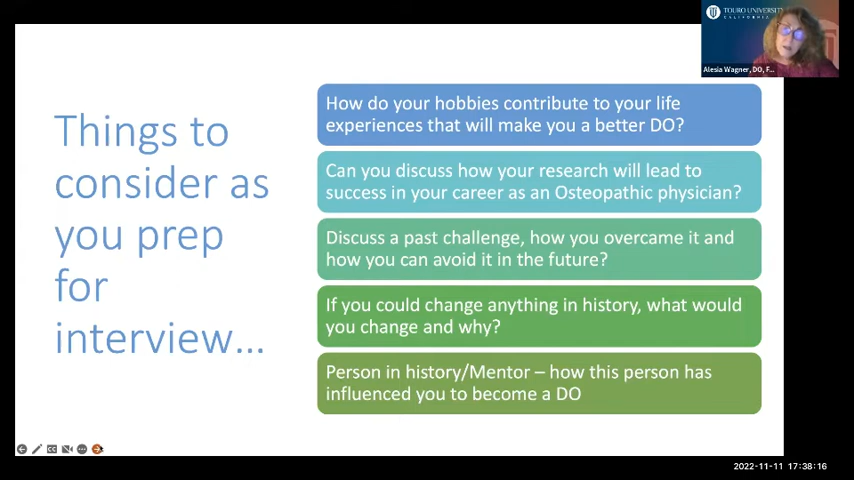 TOURO UNIVERSITY
CALIFORNIA
Alesia Wagner, DO, F...
Things to
consider as
you prep
for
interview...
How do your hobbies contribute to your life
experiences that will make you a better DO?
Can you discuss how your research will lead to
success in your career as an Osteopathic physician?
Discuss a past challenge, how you overcame it and
how you can avoid it in the future?
If you could change anything in history, what would
you change and why?
Person in history/Mentor – how this person has
influenced you to become a DO
CC
2022-11-11 17:38:16